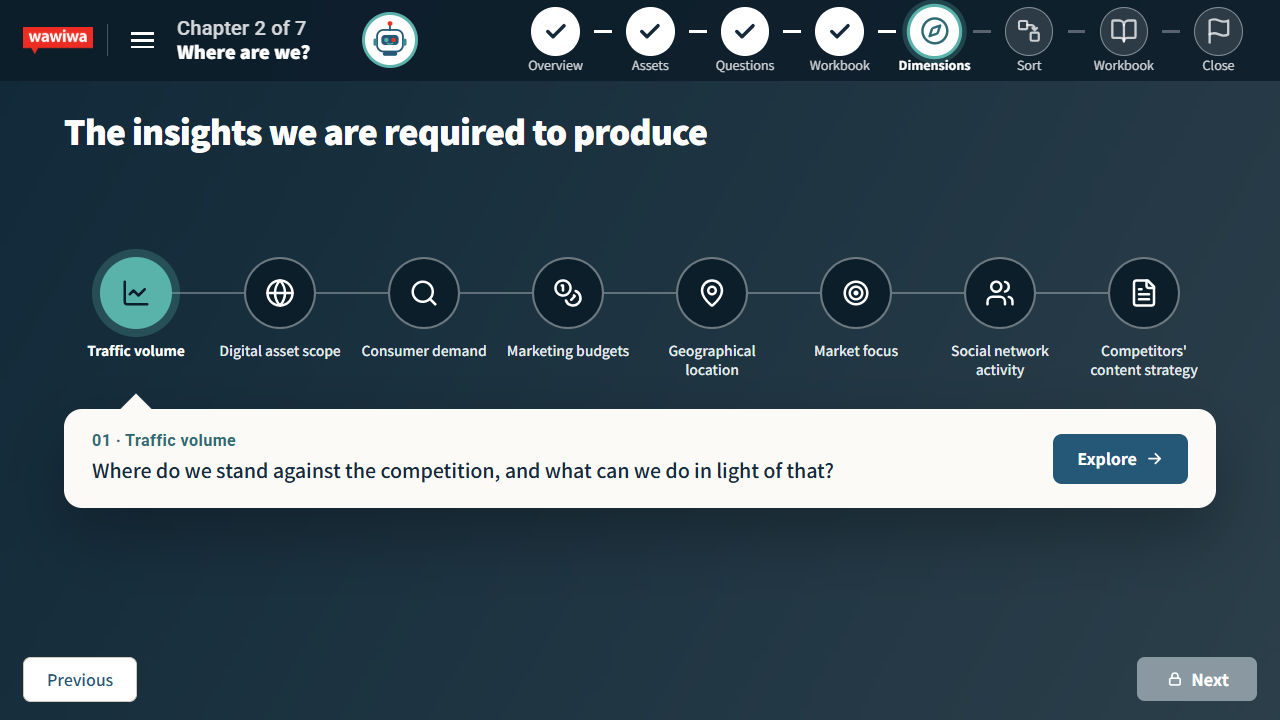 wawiwa
Chapter 2 of 7
Where are we?
Overview
Assets
Questions
Workbook
Dimensions
Sort
Workbook
Close
The insights we are required to produce
Traffic volume
Digital asset scope
Consumer demand
Marketing budgets
Geographical
location
Market focus
Social network
activity
Competitors'
content strategy
01 · Traffic volume
Where do we stand against the competition, and what can we do in light of that?
Explore →
Previous
Next